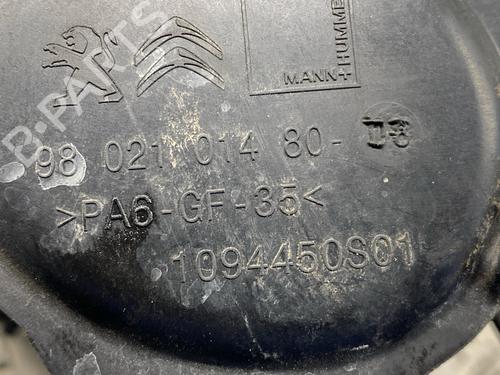 MANN+
HUMME
B-PARTS
98 021 014 80-
>PA6-GF-35<
1094450S01